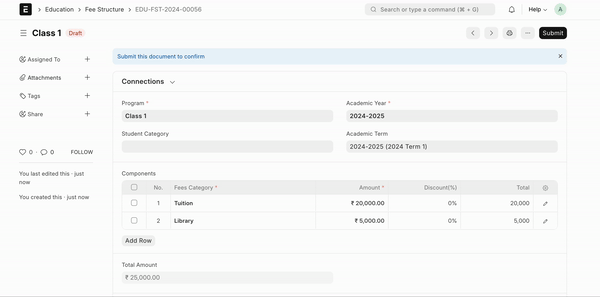 E > Education > Fee Structure > EDU-FST-2024-00056
Search or type a command (⌘ + G)
Help
A
Class 1 Draft
Submit
Assigned To +
Attachments +
Tags +
Share +
0 · 0 FOLLOW
You last edited this · just
now
You created this · just now
Submit this document to confirm
Connections
Program * Academic Year *
Class 1 2024-2025
Student Category Academic Term
2024-2025 (2024 Term 1)
Components
No. Fees Category * Amount * Discount(%) Total
1 Tuition ₹ 20,000.00 0% 20,000
2 Library ₹ 5,000.00 0% 5,000
Add Row
Total Amount
₹ 25,000.00